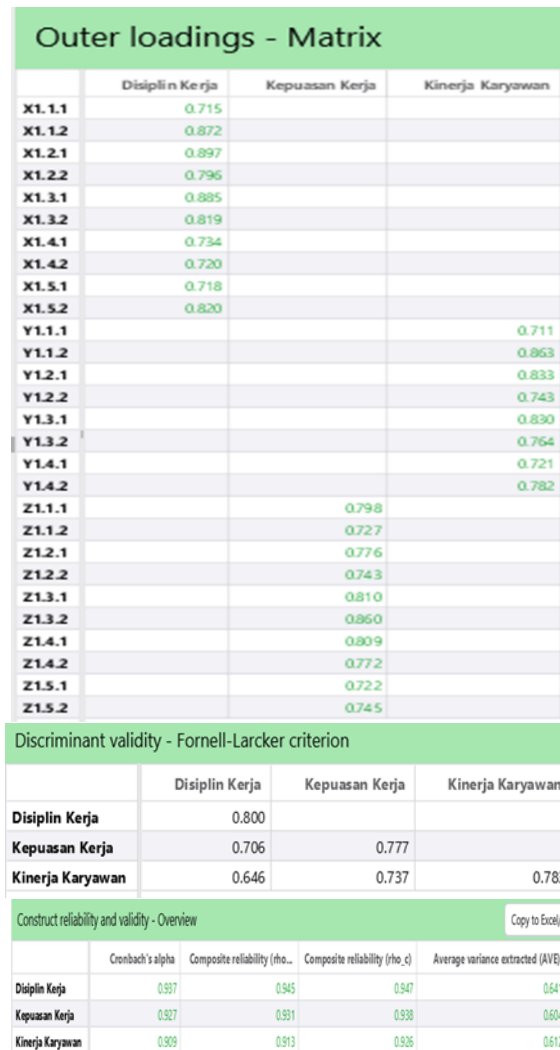 Outer loadings - Matrix
Disiplin Kerja Kepuasan Kerja Kinerja Karyawan
X1.1.1 0.715
X1.1.2 0.872
X1.2.1 0.897
X1.2.2 0.796
X1.3.1 0.885
X1.3.2 0.819
X1.4.1 0.734
X1.4.2 0.720
X1.5.1 0.718
X1.5.2 0.820
Y1.1.1 0.711
Y1.1.2 0.863
Y1.2.1 0.833
Y1.2.2 0.743
Y1.3.1 0.830
Y1.3.2 0.764
Y1.4.1 0.721
Y1.4.2 0.782
Z1.1.1 0.798
Z1.1.2 0.727
Z1.2.1 0.776
Z1.2.2 0.743
Z1.3.1 0.810
Z1.3.2
Z1.4.1 0.809
Z1.4.2 0.772
Z1.5.1 0.722
Z1.5.2 0.745
Discriminant validity - Fornell-Larcker criterion
Disiplin Kerja Kepuasan Kerja Kinerja Karyawan
Disiplin Kerja 0.800
Kepuasan Kerja 0.706 0.777
Kinerja Karyawan 0.646 0.737 0.78
Construct reliability and validity - Overview Copy to Excel/
Cronbach's alpha Composite reliability (rho... Composite reliability (rho_c) Average variance extracted (AVE)
Disiplin Kerja 0.937 0.945 0.947 0.641
Kepuasan Kerja 0.927 0.931 0.938 0.604
Kinerja Karyawan 0.909 0.913 0.926 0.61